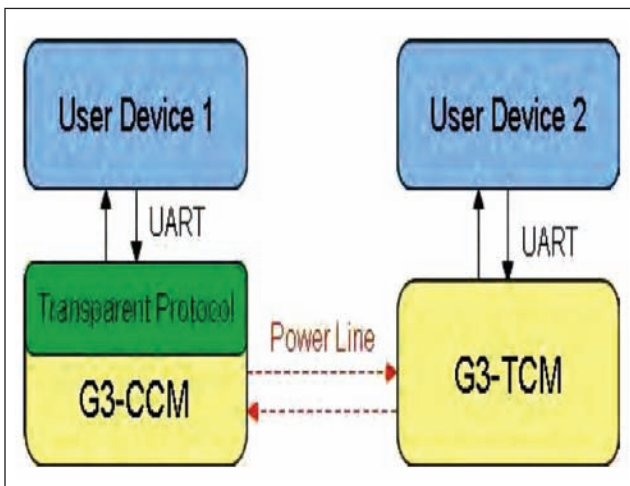 User Device 1
User Device 2
UART
UART
Transparent Protocol
Power Line
G3-CCM
G3-TCM